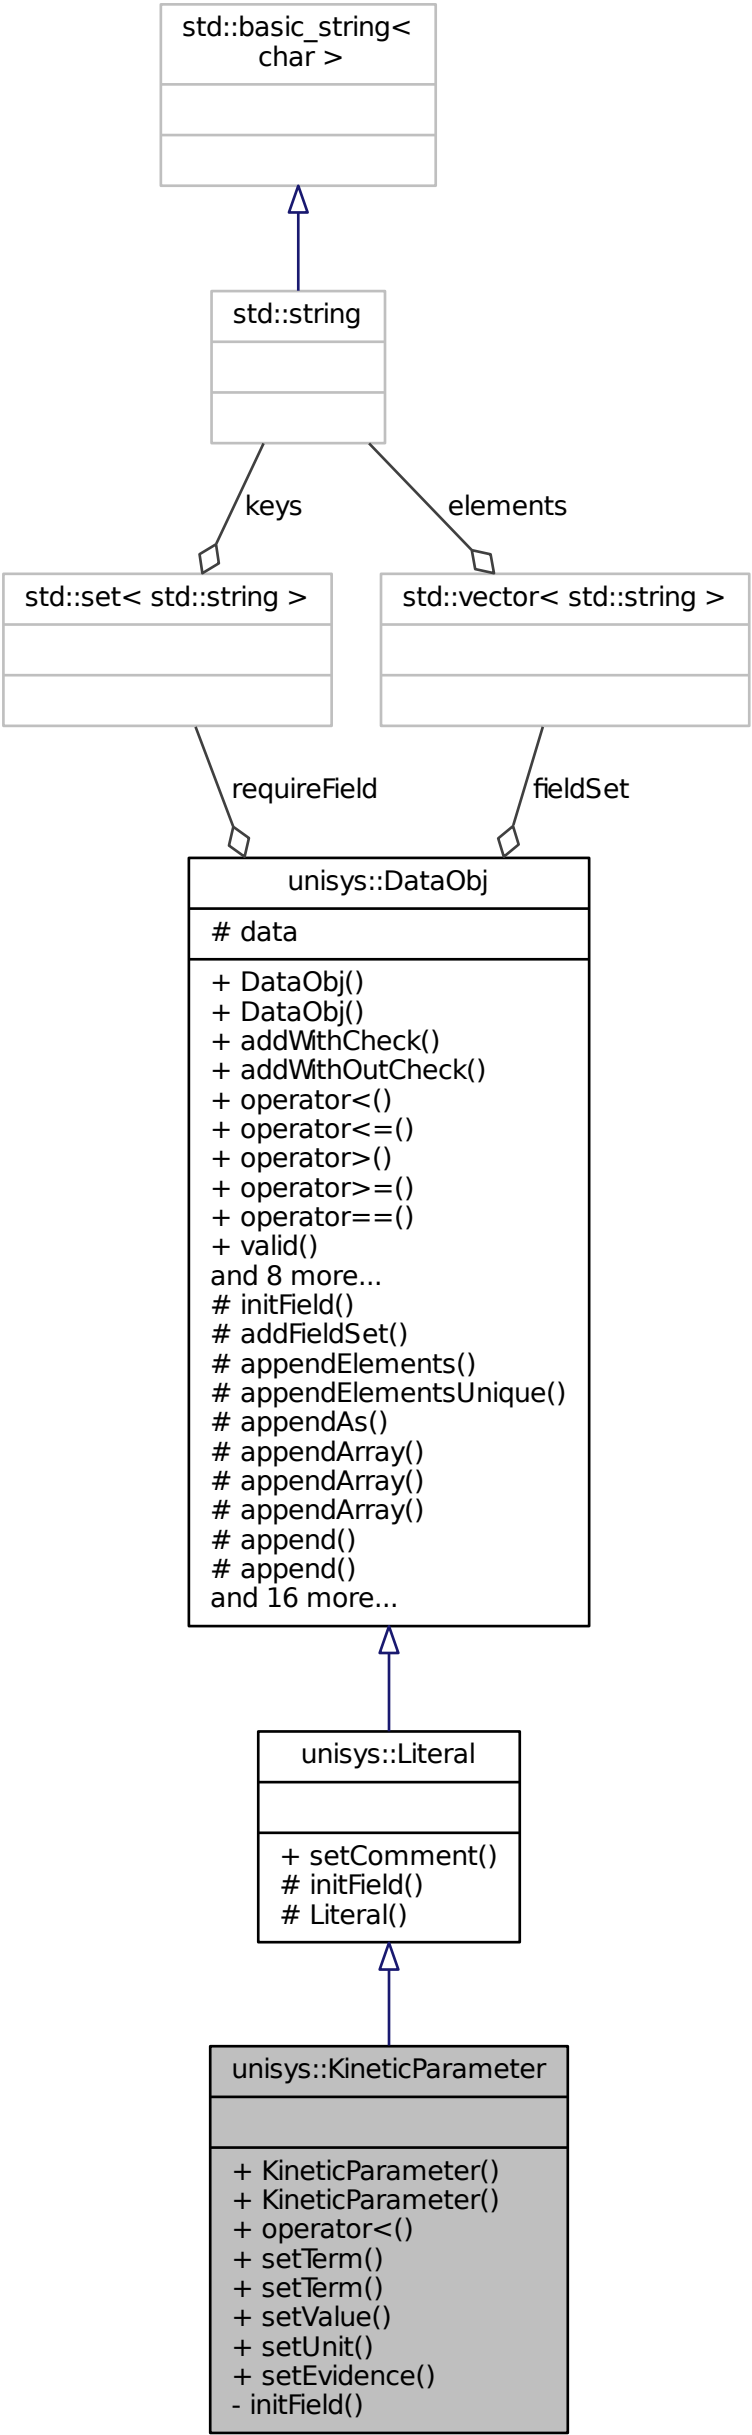 std::basic_string<
char >
std::string
keys
elements
std::set< std::string >
std::vector< std::string >
requireField
fieldSet
unisys::DataObj
# data
+ DataObj()
+ DataObj()
+ addWithCheck()
+ addWithOutCheck()
+ operator<()
+ operator<=()
+ operator>()
+ operator>=()
+ operator==()
+ valid()
and 8 more...
# initField()
# addFieldSet()
# appendElements()
# appendElementsUnique()
# appendAs()
# appendArray()
# appendArray()
# appendArray()
# append()
# append()
and 16 more...
unisys::Literal
+ setComment()
# initField()
# Literal()
unisys::KineticParameter
+ KineticParameter()
+ KineticParameter()
+ operator<()
+ setTerm()
+ setTerm()
+ setValue()
+ setUnit()
+ setEvidence()
- initField()